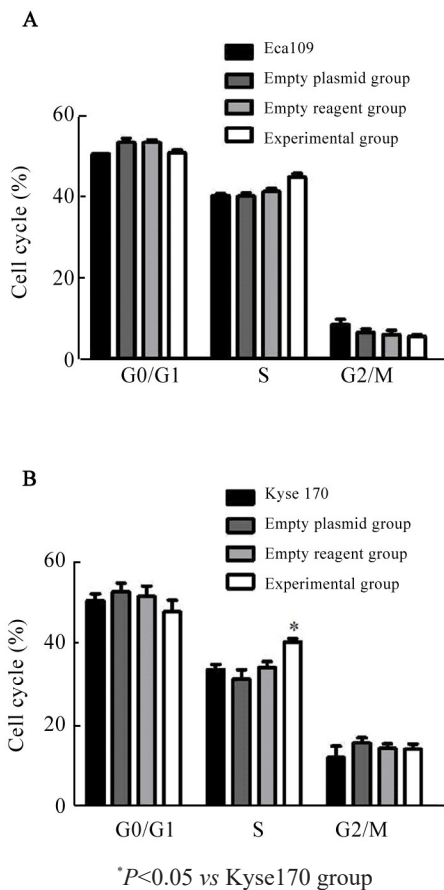 A
Eca109
Empty plasmid group
Empty reagent group
Experimental group
Cell cycle (%)
60
40
20
0
G0/G1 S G2/M
B
Kyse 170
Empty plasmid group
Empty reagent group
Experimental group
Cell cycle (%)
60
40
20
0
*
G0/G1 S G2/M
*P<0.05 vs Kyse170 group